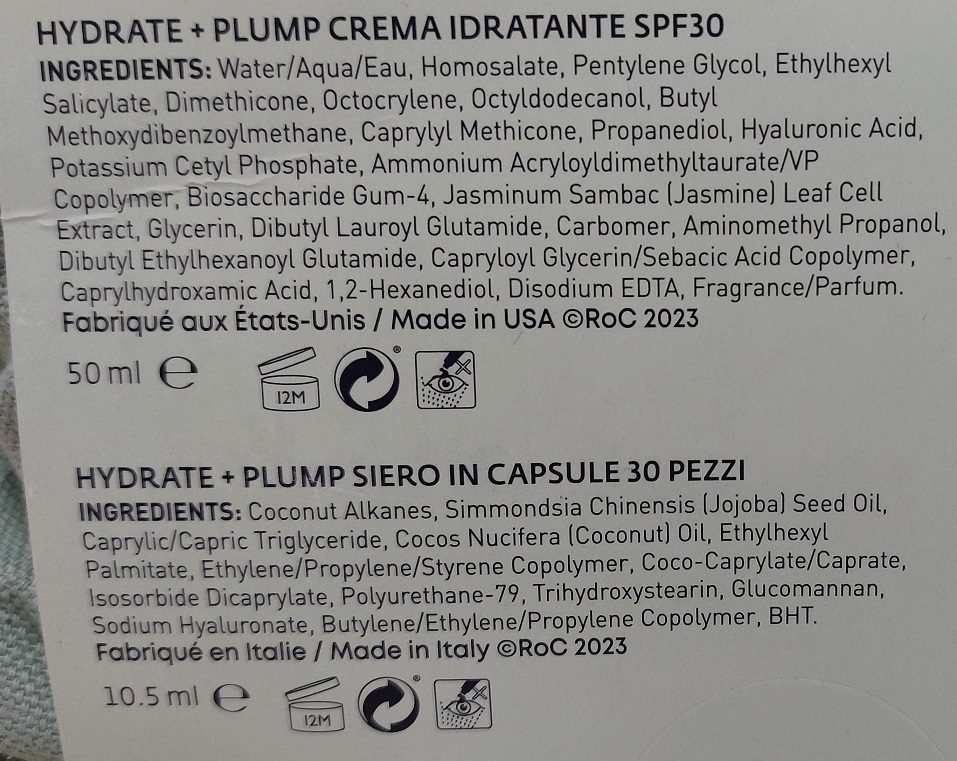 HYDRATE + PLUMP CREMA IDRATANTE SPF30
INGREDIENTS: Water/Aqua/Eau, Homosalate, Pentylene Glycol, Ethylhexyl
Salicylate, Dimethicone, Octocrylene, Octyldodecanol, Butyl
Methoxydibenzoylmethane, Caprylyl Methicone, Propanediol, Hyaluronic Acid,
Potassium Cetyl Phosphate, Ammonium Acryloyldimethyltaurate/VP
Copolymer, Biosaccharide Gum-4, Jasminum Sambac (Jasmine) Leaf Cell
Extract, Glycerin, Dibutyl Lauroyl Glutamide, Carbomer, Aminomethyl Propanol,
Dibutyl Ethylhexanoyl Glutamide, Capryloyl Glycerin/Sebacic Acid Copolymer,
Caprylhydroxamic Acid, 1,2-Hexanediol, Disodium EDTA, Fragrance/Parfum.
Fabriqué aux États-Unis / Made in USA ©RoC 2023
50 ml ℮ 12M ®
HYDRATE + PLUMP SIERO IN CAPSULE 30 PEZZI
INGREDIENTS: Coconut Alkanes, Simmondsia Chinensis (Jojoba) Seed Oil,
Caprylic/Capric Triglyceride, Cocos Nucifera (Coconut) Oil, Ethylhexyl
Palmitate, Ethylene/Propylene/Styrene Copolymer, Coco-Caprylate/Caprate,
Isosorbide Dicaprylate, Polyurethane-79, Trihydroxystearin, Glucomannan,
Sodium Hyaluronate, Butylene/Ethylene/Propylene Copolymer, BHT.
Fabriqué en Italie / Made in Italy ©RoC 2023
10.5 ml ℮ 12M ®